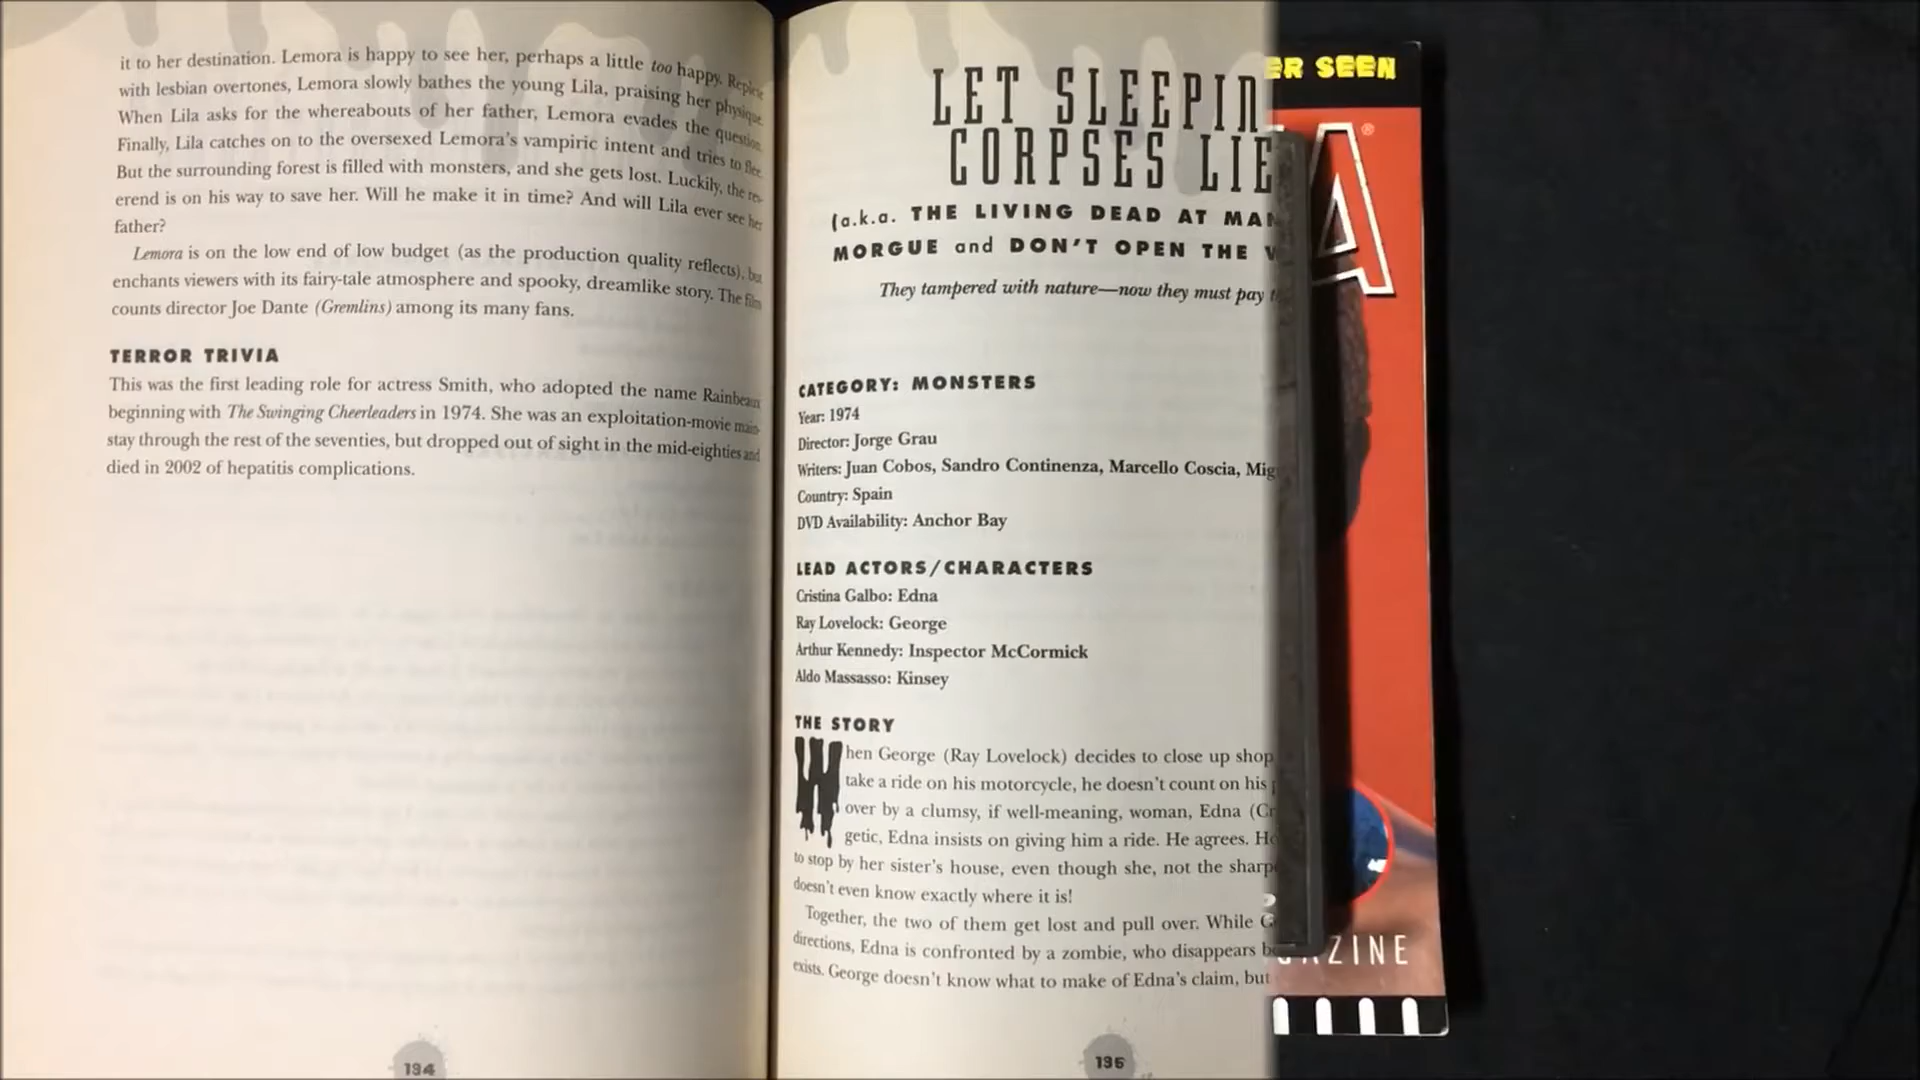 it to her destination. Lemora is happy to see her, perhaps a little too happy. Replete
with lesbian overtones, Lemora slowly bathes the young Lila, praising her physique.
When Lila asks for the whereabouts of her father, Lemora evades the question.
Finally, Lila catches on to the oversexed Lemora's vampiric intent and tries to flee.
But the surrounding forest is filled with monsters, and she gets lost. Luckily, the rev-
erend is on his way to save her. Will he make it in time? And will Lila ever see her
father?
Lemora is on the low end of low budget (as the production quality reflects), but
enchants viewers with its fairy-tale atmosphere and spooky, dreamlike story. The film
counts director Joe Dante (Gremlins) among its many fans.
TERROR TRIVIA
This was the first leading role for actress Smith, who adopted the name Rainbeaux
beginning with The Swinging Cheerleaders in 1974. She was an exploitation-movie main-
stay through the rest of the seventies, but dropped out of sight in the mid-eighties and
died in 2002 of hepatitis complications.
134
LET SLEEPIN
CORPSES LIE
(a.k.a. THE LIVING DEAD AT MAN
MORGUE and DON'T OPEN THE
They tampered with nature—now they must pay
CATEGORY: MONSTERS
Year: 1974
Director: Jorge Grau
Writers: Juan Cobos, Sandro Continenza, Marcello Coscia, Mig
Country: Spain
DVD Availability: Anchor Bay
LEAD ACTORS/CHARACTERS
Cristina Galbo: Edna
Ray Lovelock: George
Arthur Kennedy: Inspector McCormick
Aldo Massasso: Kinsey
THE STORY
When George (Ray Lovelock) decides to close up shop
take a ride on his motorcycle, he doesn't count on his
over by a clumsy, if well-meaning, woman, Edna (Cr
getic, Edna insists on giving him a ride. He agrees. Ho
to stop by her sister's house, even though she, not the sharp
doesn't even know exactly where it is!
Together, the two of them get lost and pull over. While G
directions, Edna is confronted by a zombie, who disappears b
exists. George doesn't know what to make of Edna's claim, but
135
ER SEEN
A®
ZINE